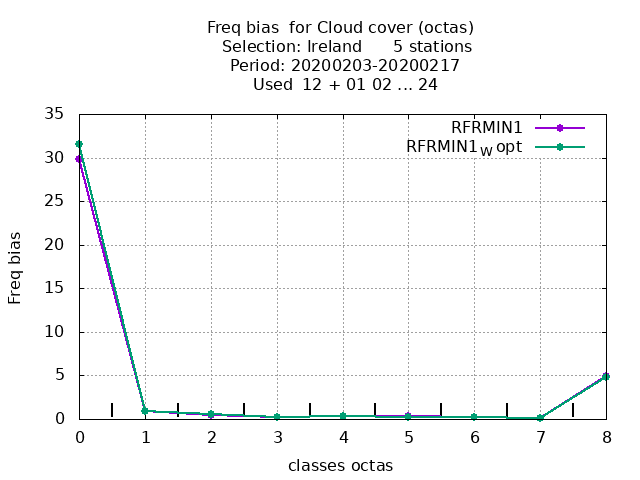 Freq bias  for Cloud cover (octas)
Selection: Ireland      5 stations
Period: 20200203-20200217
Used  12 + 01 02 ... 24
RFRMIN1
RFRMIN1W opt
35
30
25
20
15
10
5
0
Freq bias
0 1 2 3 4 5 6 7 8
classes octas